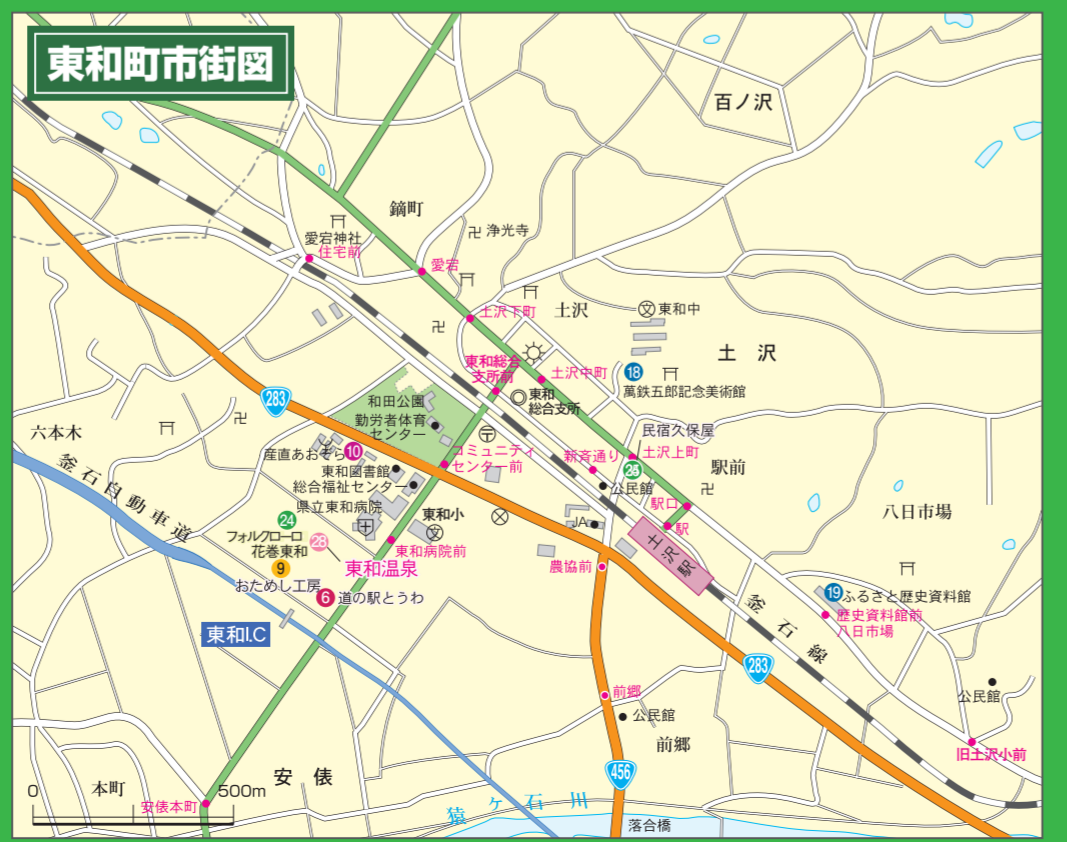 東和町市街図
百ノ沢
鏑町
愛宕神社
住宅前
卍 浄光寺
愛宕
土沢下町
土沢
文 東和中
卍
土 沢
東和総合
支所前
土沢中町
18
萬鉄五郎記念美術館
283
和田公園
勤労者体育
センター
東和
総合支所
民宿久保屋
六本木
卍
産直あおぞら
10
コミュニティ
センター前
新斉通り
土沢上町
25
駅前
釜石自動車道
東和図書館
総合福祉センター
公民館
卍
県立東和病院
駅口
八日市場
24
フォルクローロ
花巻東和
28
東和小
文
JA
駅
東和病院前
土沢駅
東和温泉
農協前
9
おためし工房
6
道の駅とうわ
19
ふるさと歴史資料館
釜石線
歴史資料館前
八日市場
東和I.C
283
前郷
公民館
公民館
前郷
旧土沢小前
456
安 俵
本町
0
500m
安俵本町
猿ヶ石川
落合橋